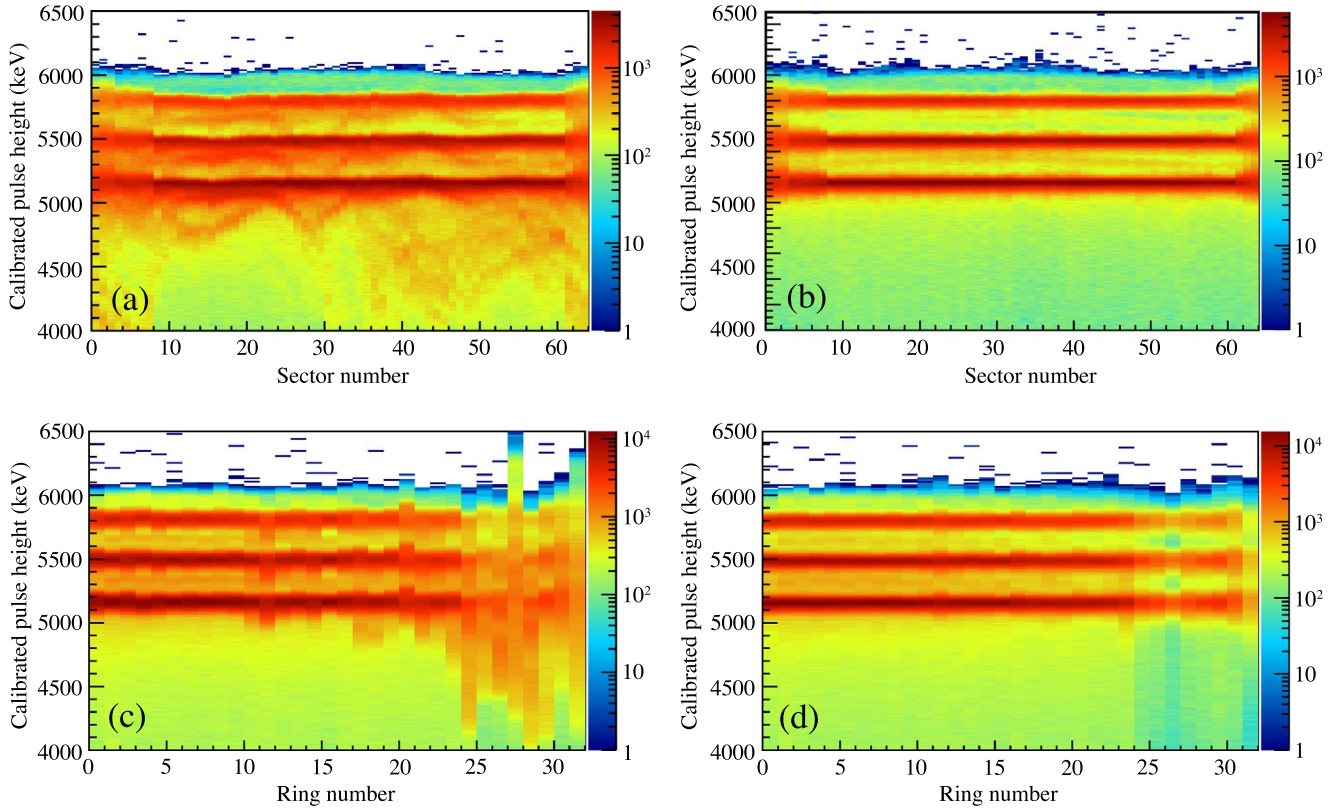 6500
6000
5500
5000
4500
4000
Calibrated pulse height (keV)
(a)
0 10 20 30 40 50 60
Sector number
10³
10²
10
1
6500
6000
5500
5000
4500
4000
Calibrated pulse height (keV)
(b)
0 10 20 30 40 50 60
Sector number
10³
10²
10
1
6500
6000
5500
5000
4500
4000
Calibrated pulse height (keV)
(c)
0 5 10 15 20 25 30
Ring number
10⁴
10³
10²
10
1
6500
6000
5500
5000
4500
4000
Calibrated pulse height (keV)
(d)
0 5 10 15 20 25 30
Ring number
10⁴
10³
10²
10
1